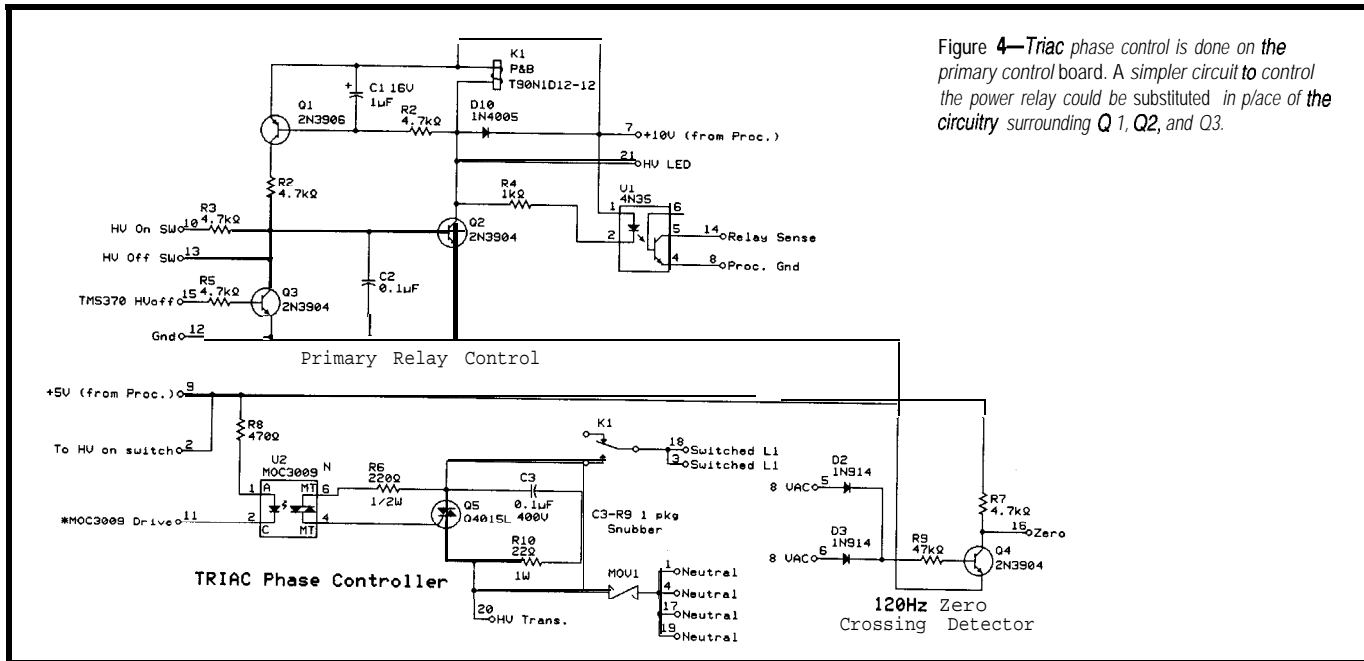 Figure 4—Triac phase control is done on the
primary control board. A simpler circuit to control
the power relay could be substituted in p/ace of the
circuitry surrounding Q 1, Q2, and Q3.
K1
P&B
T90N1D12-12
+
C1 16V
1µF
Q1
2N3906
R2
4.7kΩ
D10
1N4005
7
+10V (from Proc.)
21
HV LED
R2
4.7kΩ
R4
1kΩ
U1
4N35
1
6
2
5
4
14
Relay Sense
8
Proc. Gnd
HV On SW
10
R3
4.7kΩ
Q2
2N3904
HV Off SW
13
C2
0.1µF
R5
4.7kΩ
TMS370 HVoff
15
Q3
2N3904
Gnd
12
Primary Relay Control
+5V (from Proc.)
9
R8
470Ω
To HV on switch
2
K1
18
Switched L1
3
Switched L1
U2
MOC3009
N
1
A
MT
6
2
C
MT
4
*MOC3009 Drive
11
R6
220Ω
1/2W
Q5
Q4015L
C3
0.1µF
400V
C3-R9 1 pkg
Snubber
R10
22Ω
1W
TRIAC Phase Controller
MOV1
1
Neutral
4
Neutral
17
Neutral
19
Neutral
20
HV Trans.
8 VAC
5
D2
1N914
8 VAC
6
D3
1N914
R9
47kΩ
R7
4.7kΩ
16
Zero
Q4
2N3904
120Hz Zero
Crossing Detector